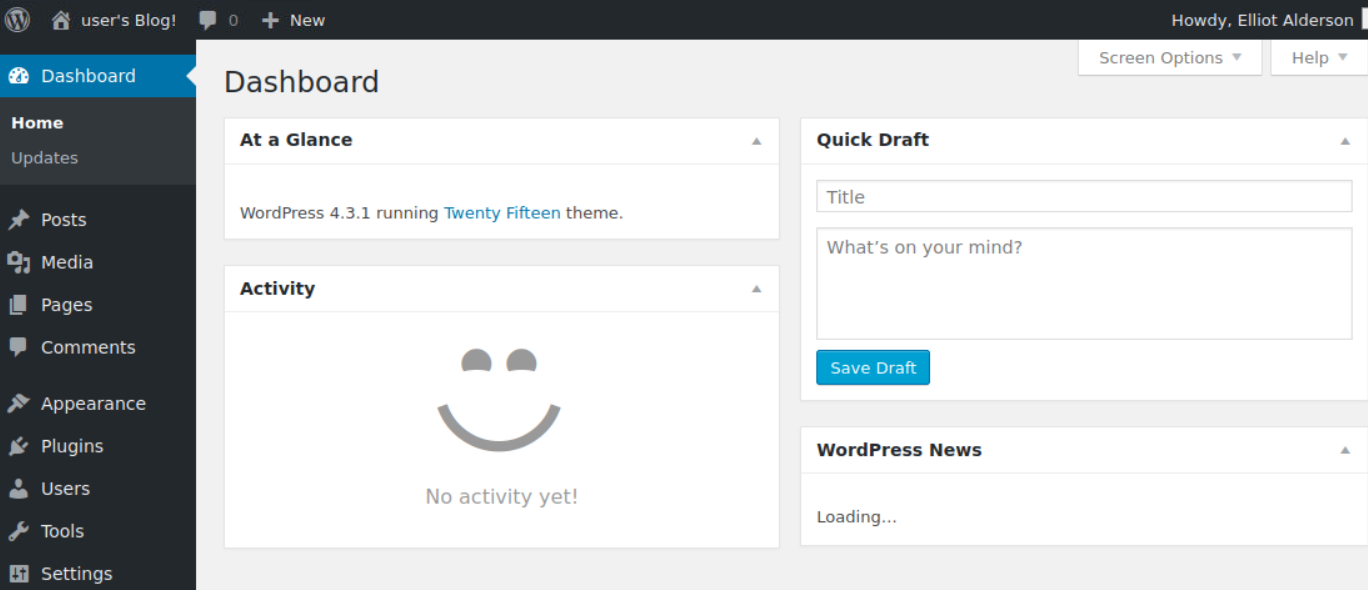 user's Blog! 0 + New
Howdy, Elliot Alderson
Dashboard
Home
Updates
Posts
Media
Pages
Comments
Appearance
Plugins
Users
Tools
Settings
Screen Options ▼
Help ▼
Dashboard
At a Glance
WordPress 4.3.1 running Twenty Fifteen theme.
Activity
No activity yet!
Quick Draft
Title
What’s on your mind?
Save Draft
WordPress News
Loading…